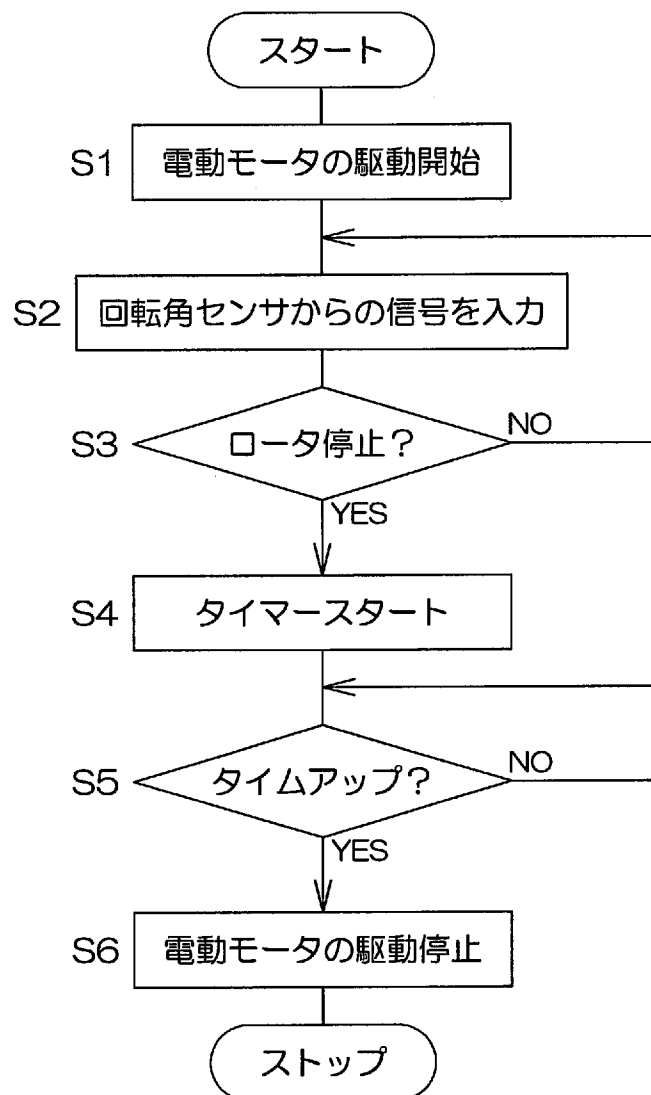 スタート
S1 電動モータの駆動開始
S2 回転角センサからの信号を入力
S3 ロータ停止？ NO
YES
S4 タイマースタート
S5 タイムアップ？ NO
YES
S6 電動モータの駆動停止
ストップ